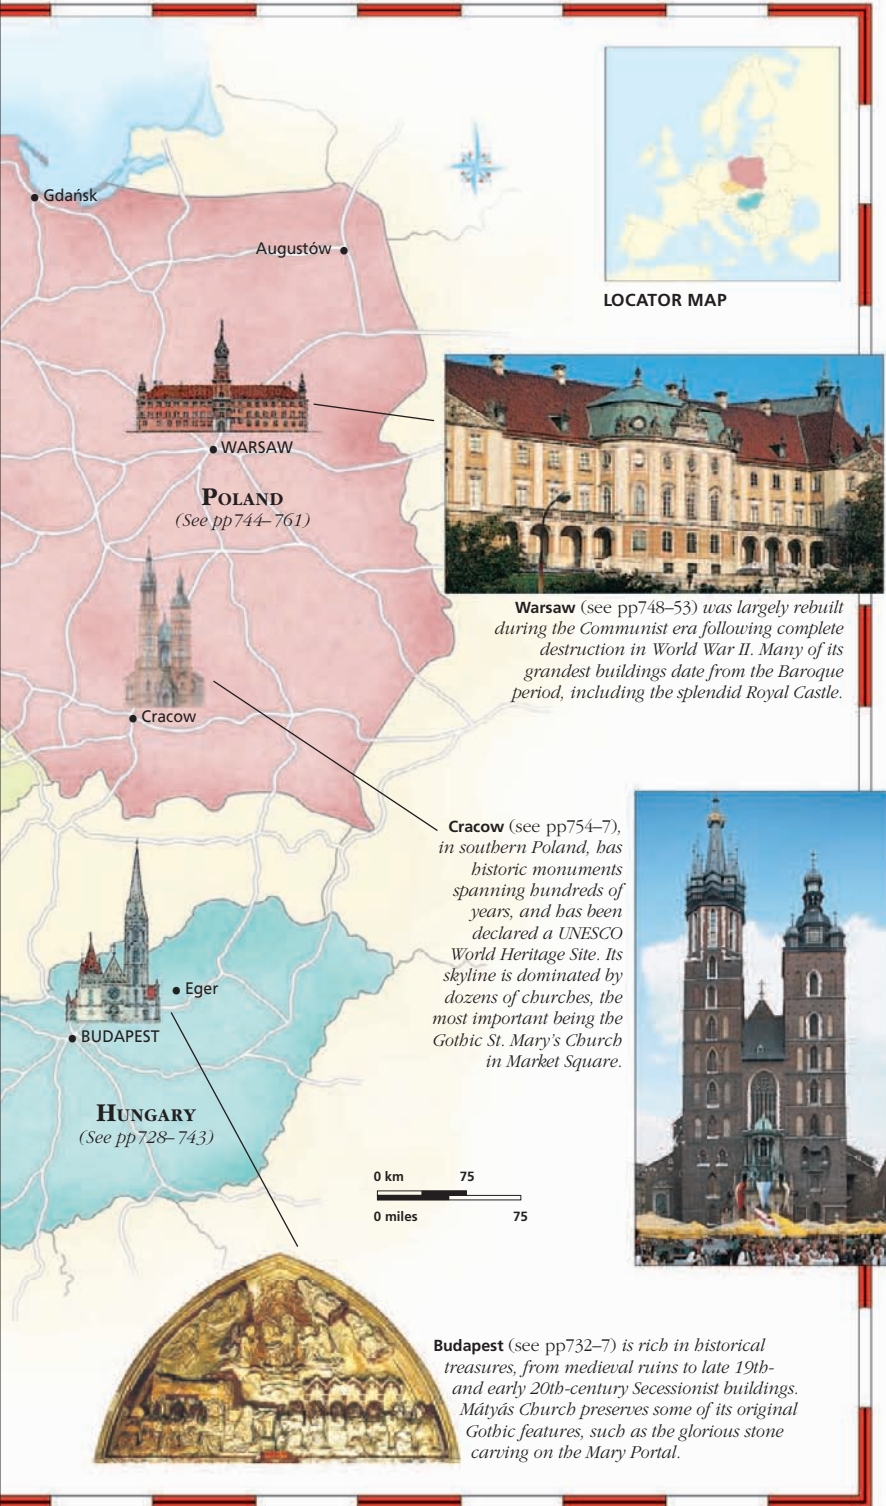 Gdańsk
Augustów
LOCATOR MAP
WARSAW
POLAND
(See pp744–761)
Warsaw (see pp748–53) was largely rebuilt
during the Communist era following complete
destruction in World War II. Many of its
grandest buildings date from the Baroque
period, including the splendid Royal Castle.
Cracow
Cracow (see pp754–7),
in southern Poland, has
historic monuments
spanning hundreds of
years, and has been
declared a UNESCO
World Heritage Site. Its
skyline is dominated by
dozens of churches, the
most important being the
Gothic St. Mary's Church
in Market Square.
Eger
BUDAPEST
HUNGARY
(See pp728–743)
0 km 75
0 miles 75
Budapest (see pp732–7) is rich in historical
treasures, from medieval ruins to late 19th-
and early 20th-century Secessionist buildings.
Mátyás Church preserves some of its original
Gothic features, such as the glorious stone
carving on the Mary Portal.